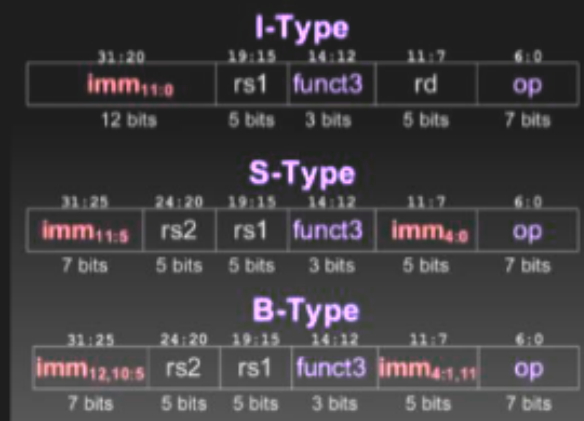 I-Type
31:20 19:15 14:12 11:7 6:0
imm11:0 rs1 funct3 rd op
12 bits 5 bits 3 bits 5 bits 7 bits
S-Type
31:25 24:20 19:15 14:12 11:7 6:0
imm11:5 rs2 rs1 funct3 imm4:0 op
7 bits 5 bits 5 bits 3 bits 5 bits 7 bits
B-Type
31:25 24:20 19:15 14:12 11:7 6:0
imm12,10:5 rs2 rs1 funct3 imm4:1,11 op
7 bits 5 bits 5 bits 3 bits 5 bits 7 bits